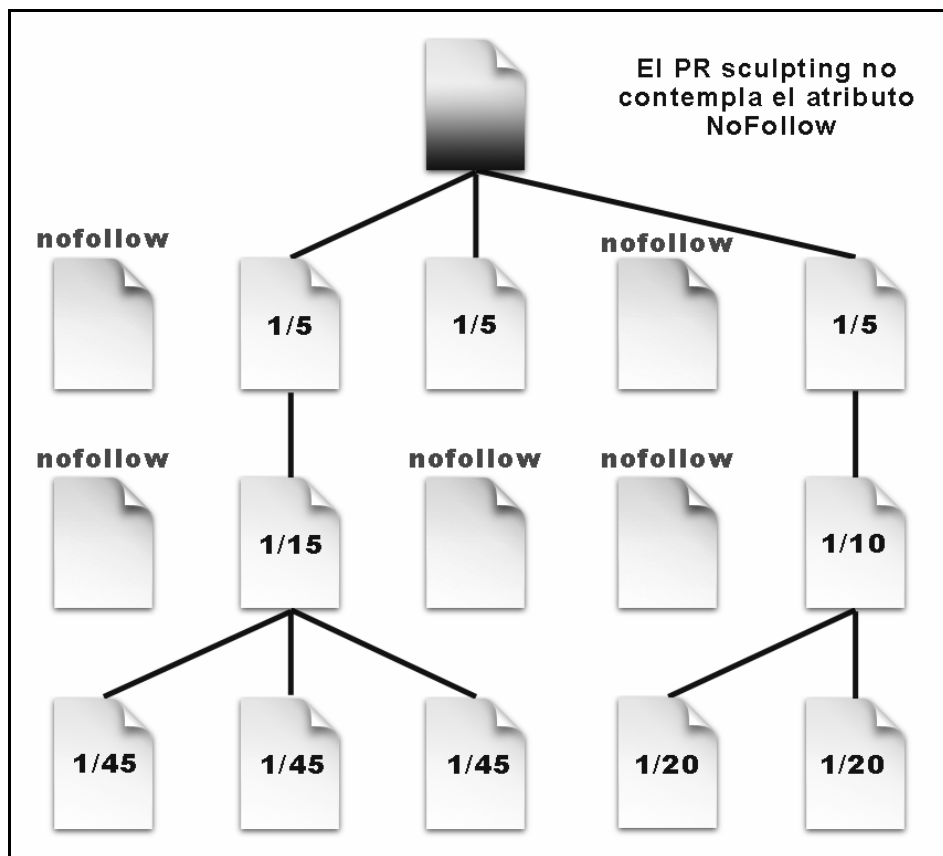 El PR sculpting no
contempla el atributo
NoFollow
nofollow
nofollow
1/5
1/5
1/5
nofollow
nofollow
nofollow
1/15
1/10
1/45
1/45
1/45
1/20
1/20